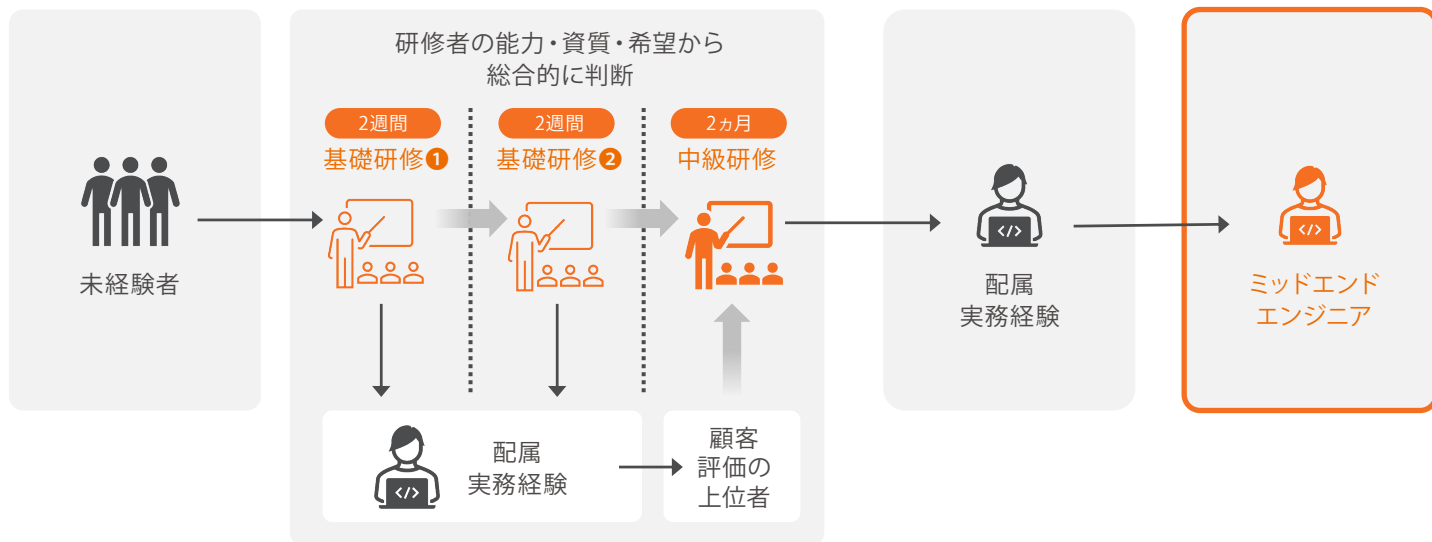 研修者の能力・資質・希望から
総合的に判断
2週間
基礎研修❶
2週間
基礎研修❷
2ヵ月
中級研修
未経験者
</>
配属
実務経験
</>
顧客
評価の
上位者
</>
配属
実務経験
</>
ミッドエンド
エンジニア